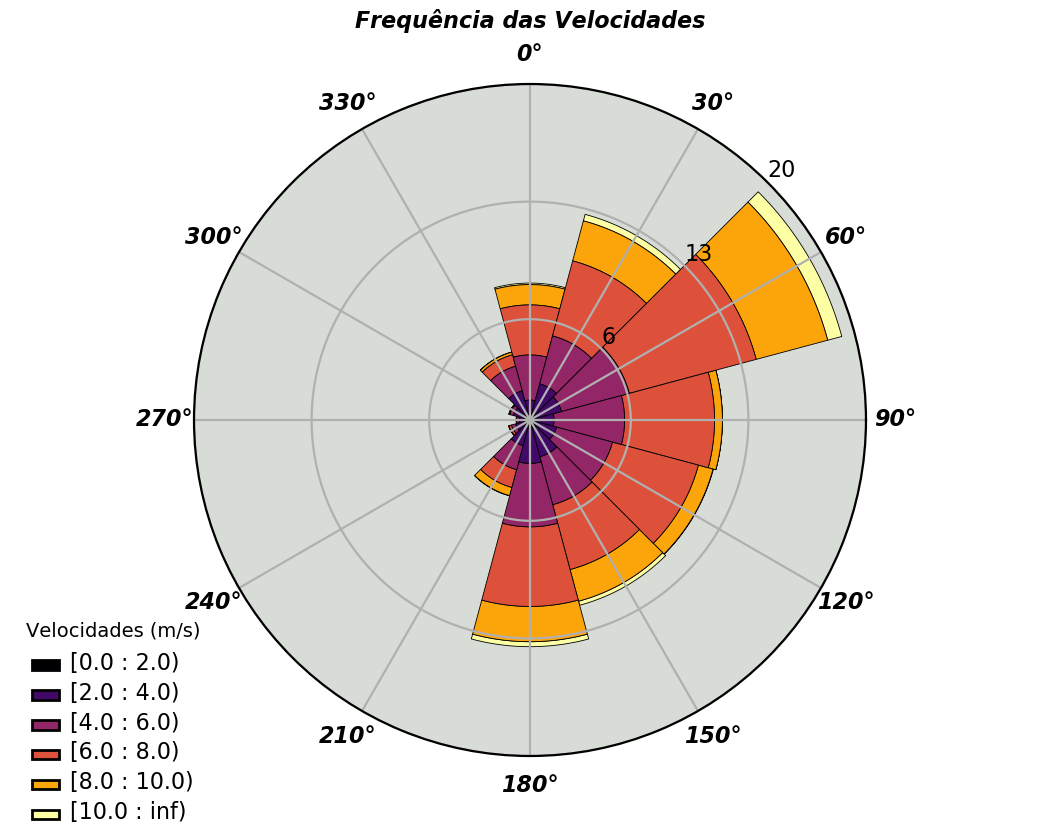 Frequência das Velocidades
0°
330°
30°
20
300°
60°
13
6
270°
90°
240°
120°
210°
150°
180°
Velocidades (m/s)
[0.0 : 2.0)
[2.0 : 4.0)
[4.0 : 6.0)
[6.0 : 8.0)
[8.0 : 10.0)
[10.0 : inf)